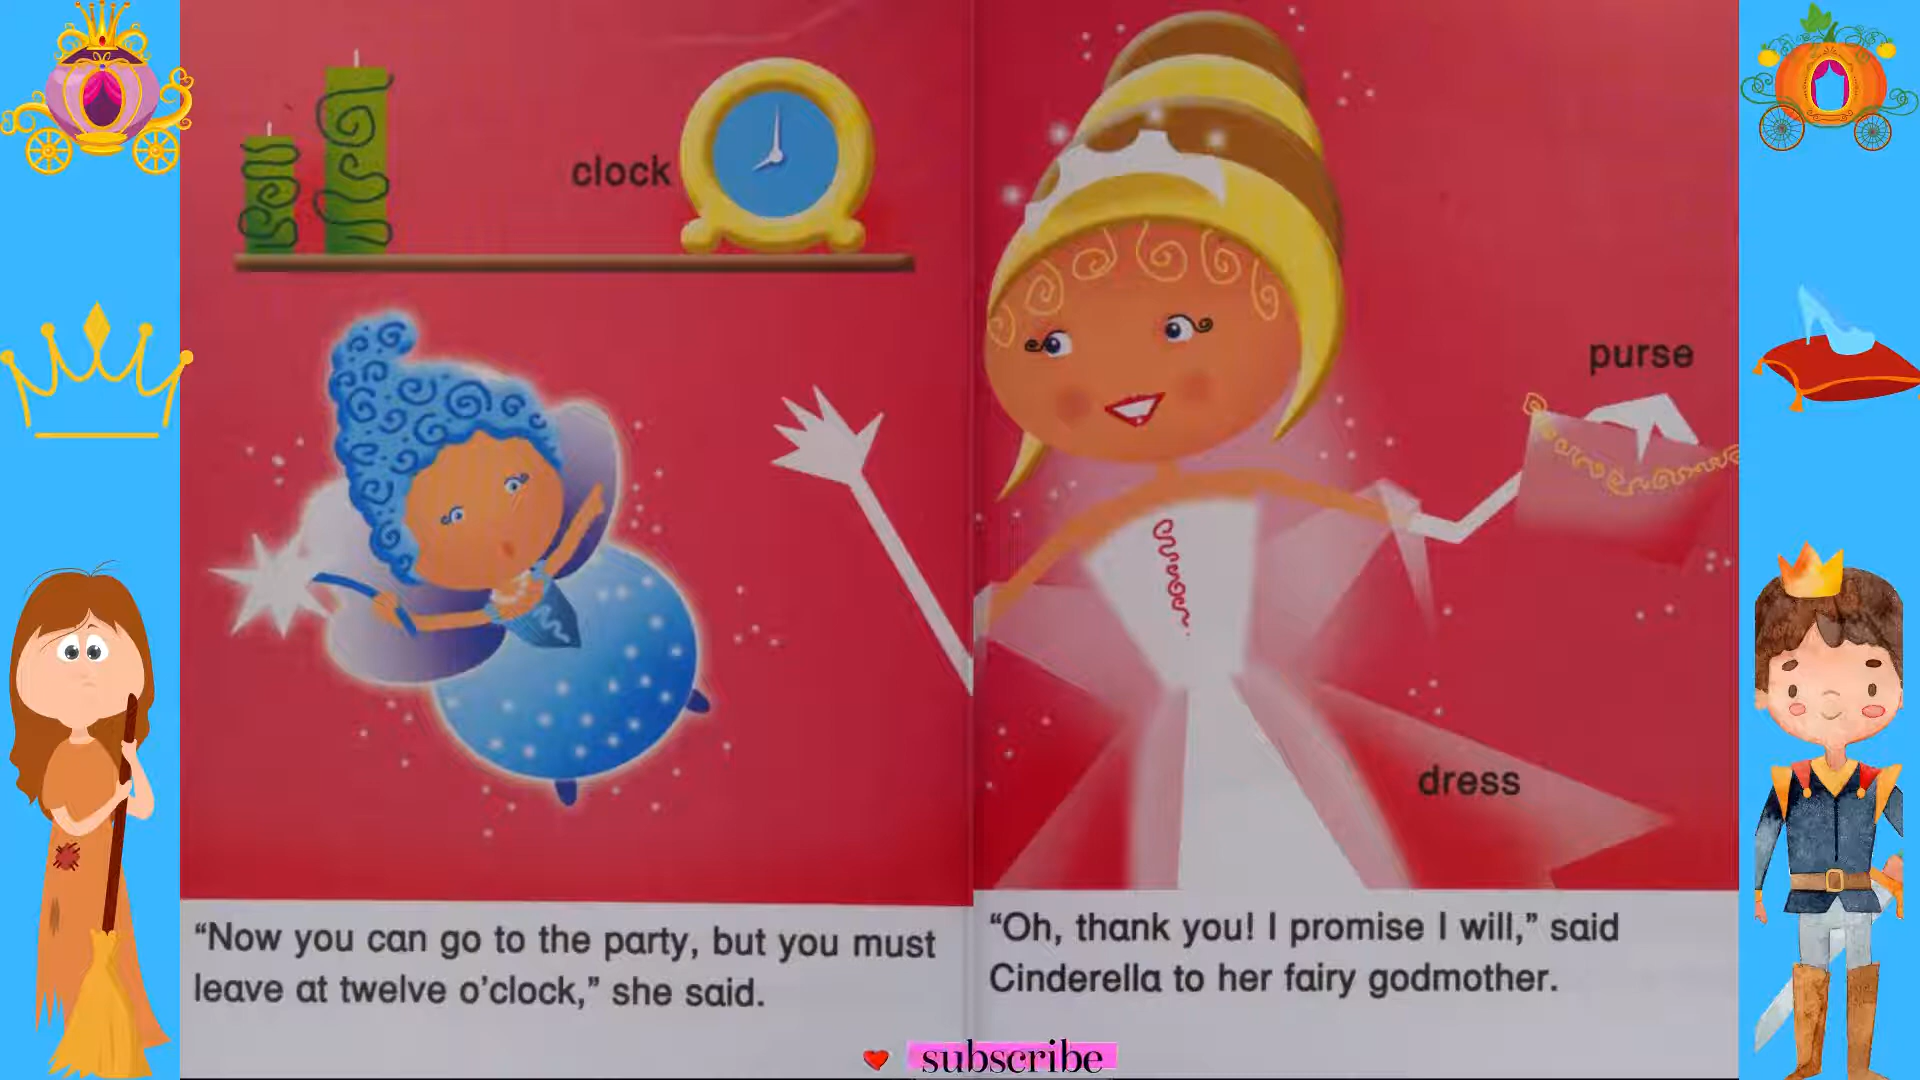 clock
“Now you can go to the party, but you must
leave at twelve o’clock,” she said.
purse
dress
“Oh, thank you! I promise I will,” said
Cinderella to her fairy godmother.
subscribe